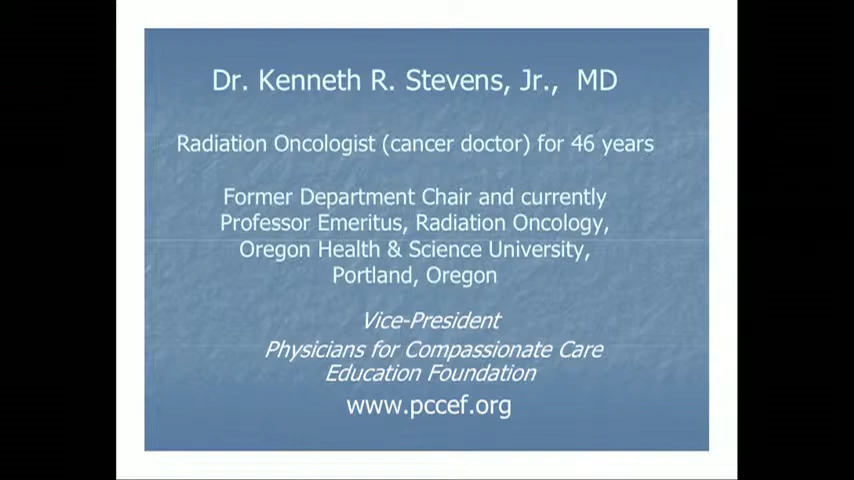 Dr. Kenneth R. Stevens, Jr., MD
Radiation Oncologist (cancer doctor) for 46 years
Former Department Chair and currently
Professor Emeritus, Radiation Oncology,
Oregon Health & Science University,
Portland, Oregon
Vice-President
Physicians for Compassionate Care
Education Foundation
www.pccef.org